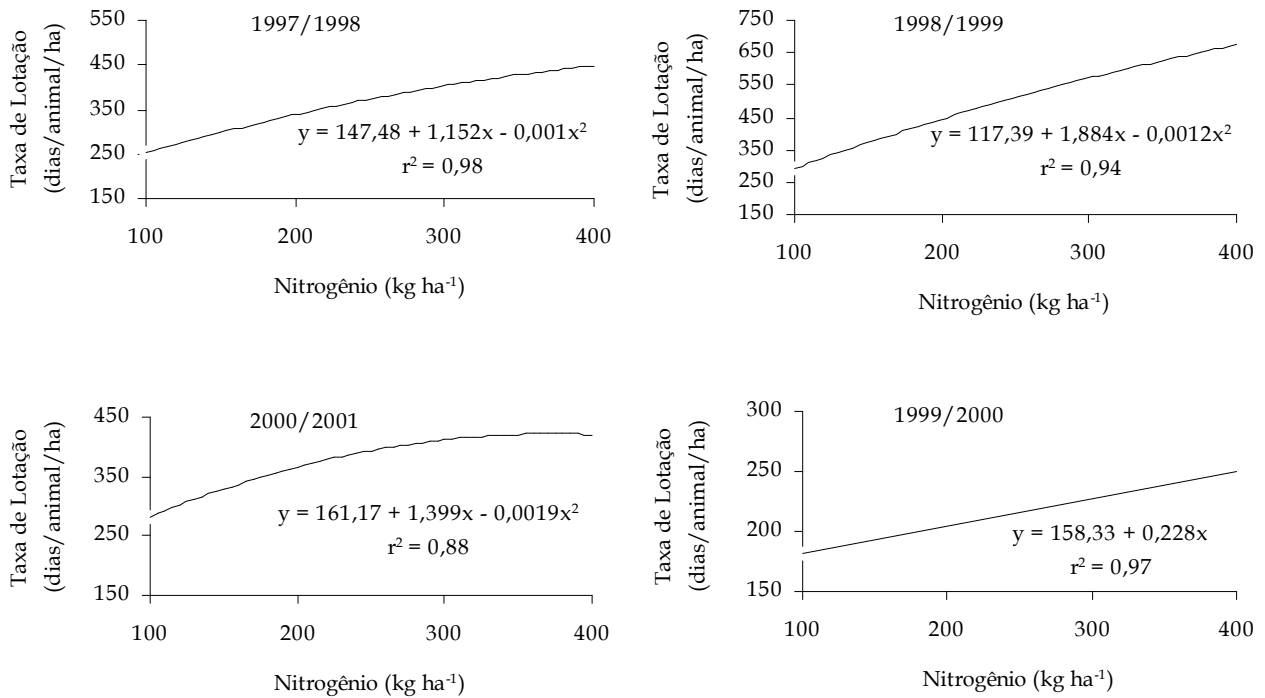 1997/1998
Taxa de Lotação
(dias/animal/ha)
550
450
350
250
150
y = 147,48 + 1,152x - 0,001x²
r² = 0,98
100 200 300 400
Nitrogênio (kg ha⁻¹)
1998/1999
Taxa de Lotação
(dias/animal/ha)
750
650
550
450
350
250
150
y = 117,39 + 1,884x - 0,0012x²
r² = 0,94
100 200 300 400
Nitrogênio (kg ha⁻¹)
2000/2001
Taxa de Lotação
(dias/animal/ha)
450
350
250
150
y = 161,17 + 1,399x - 0,0019x²
r² = 0,88
100 200 300 400
Nitrogênio (kg ha⁻¹)
1999/2000
Taxa de Lotação
(dias/animal/ha)
300
250
200
150
y = 158,33 + 0,228x
r² = 0,97
100 200 300 400
Nitrogênio (kg ha⁻¹)